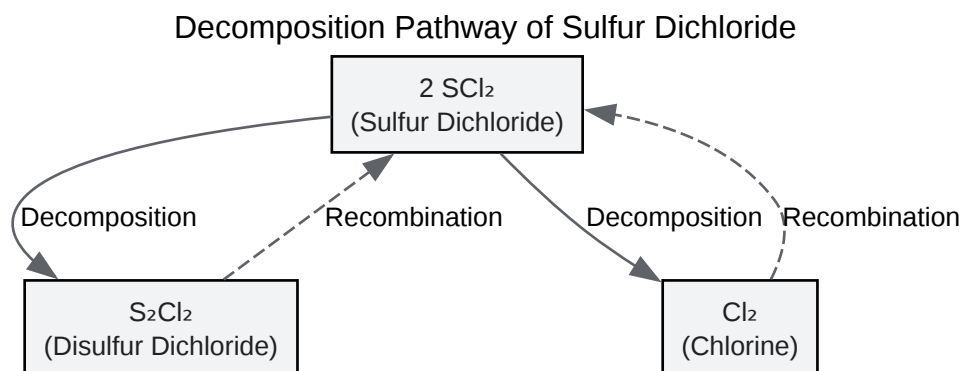 Decomposition Pathway of Sulfur Dichloride
2 SCl₂
(Sulfur Dichloride)
Decomposition
Recombination
Decomposition
Recombination
S₂Cl₂
(Disulfur Dichloride)
Cl₂
(Chlorine)